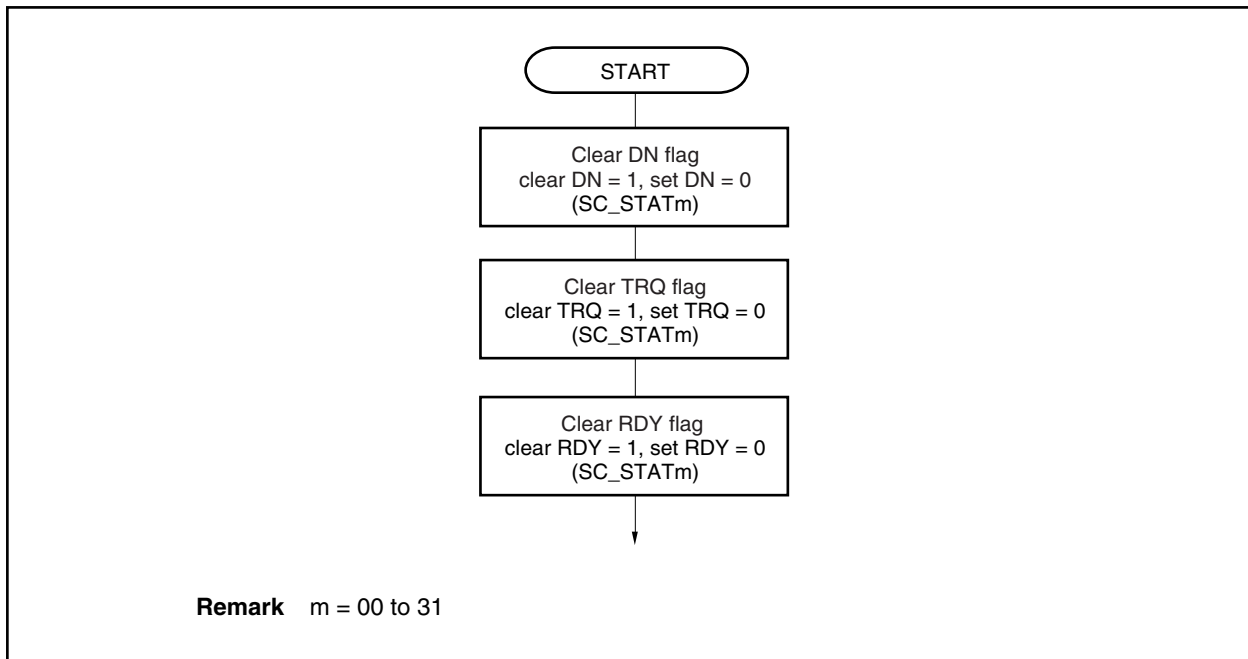 START
Clear DN flag
clear DN = 1, set DN = 0
(SC_STATm)
Clear TRQ flag
clear TRQ = 1, set TRQ = 0
(SC_STATm)
Clear RDY flag
clear RDY = 1, set RDY = 0
(SC_STATm)
Remark m = 00 to 31